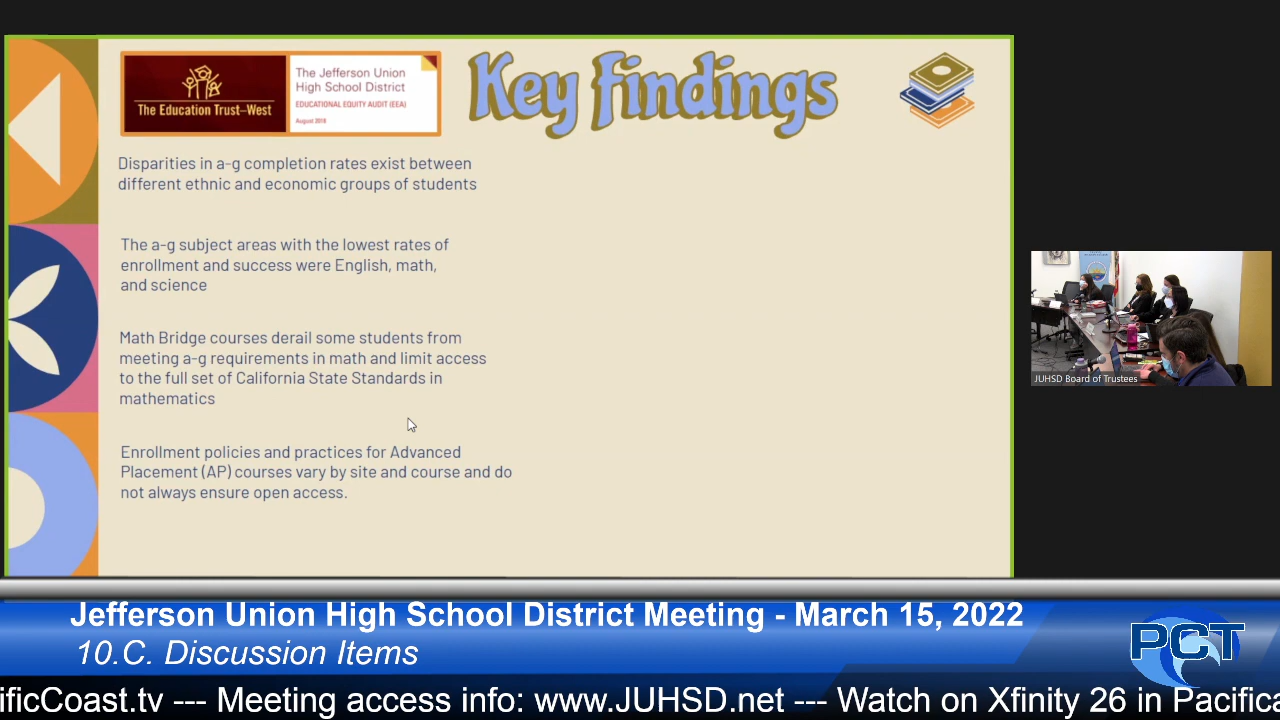 The Education Trust—West
The Jefferson Union
High School District
EDUCATIONAL EQUITY AUDIT (EEA)
August 2018
Key Findings
Disparities in a-g completion rates exist between
different ethnic and economic groups of students
The a-g subject areas with the lowest rates of
enrollment and success were English, math,
and science
Math Bridge courses derail some students from
meeting a-g requirements in math and limit access
to the full set of California State Standards in
mathematics
Enrollment policies and practices for Advanced
Placement (AP) courses vary by site and course and do
not always ensure open access.
JUHSD Board of Trustees
Jefferson Union High School District Meeting - March 15, 2022
10.C. Discussion Items
PCT
ificCoast.tv --- Meeting access info: www.JUHSD.net --- Watch on Xfinity 26 in Pacifica